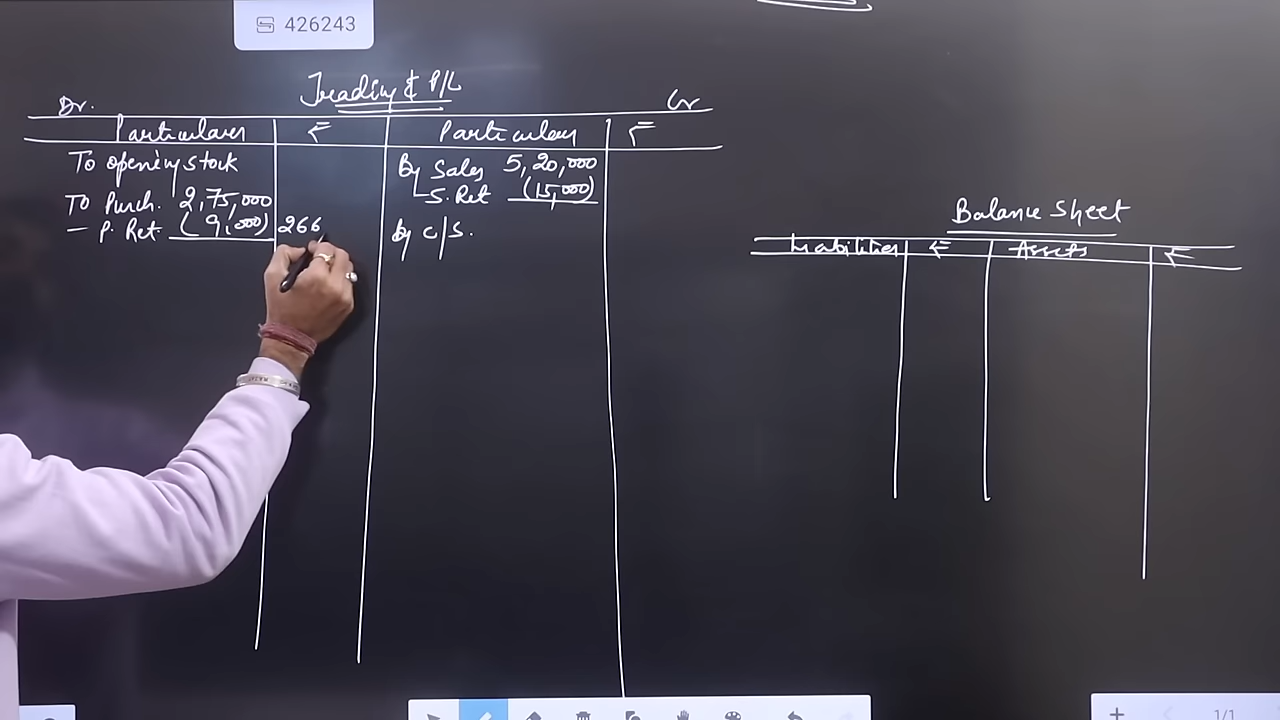 426243
Trading & P/L
Dr. Cr
Particulars ₹ Particulars ₹
To opening stock By Sales 5,20,000
To Purch. 2,75,000 S. Ret (15,000)
- P. Ret (9,000) 266 By C/S.
Balance Sheet
Liabilities ₹ Assets ₹
1/1